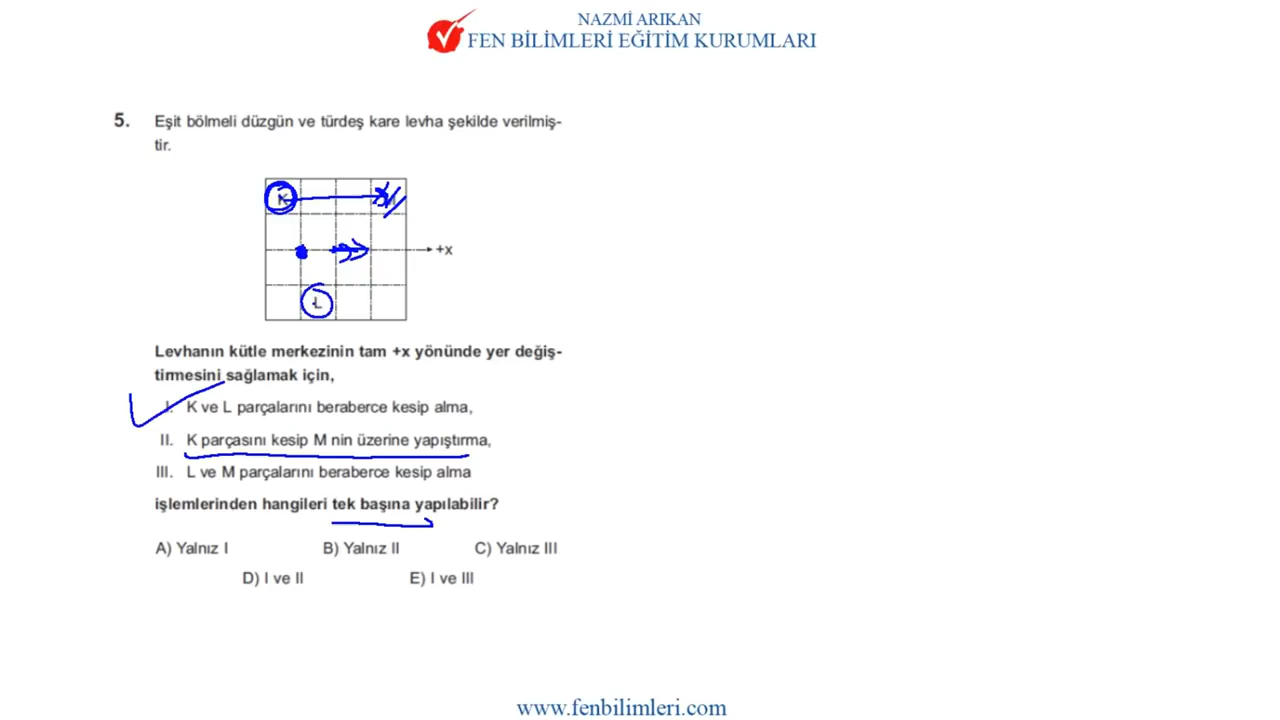 NAZMİ ARIKAN
FEN BİLİMLERİ EĞİTİM KURUMLARI
5. Eşit bölmeli düzgün ve türdeş kare levha şekilde verilmiş-
tir.
K
+x
L
Levhanın kütle merkezinin tam +x yönünde yer değiş-
tirmesini sağlamak için,
I. K ve L parçalarını beraberce kesip alma,
II. K parçasını kesip M nin üzerine yapıştırma,
III. L ve M parçalarını beraberce kesip alma
işlemlerinden hangileri tek başına yapılabilir?
A) Yalnız I B) Yalnız II C) Yalnız III
D) I ve II E) I ve III
www.fenbilimleri.com